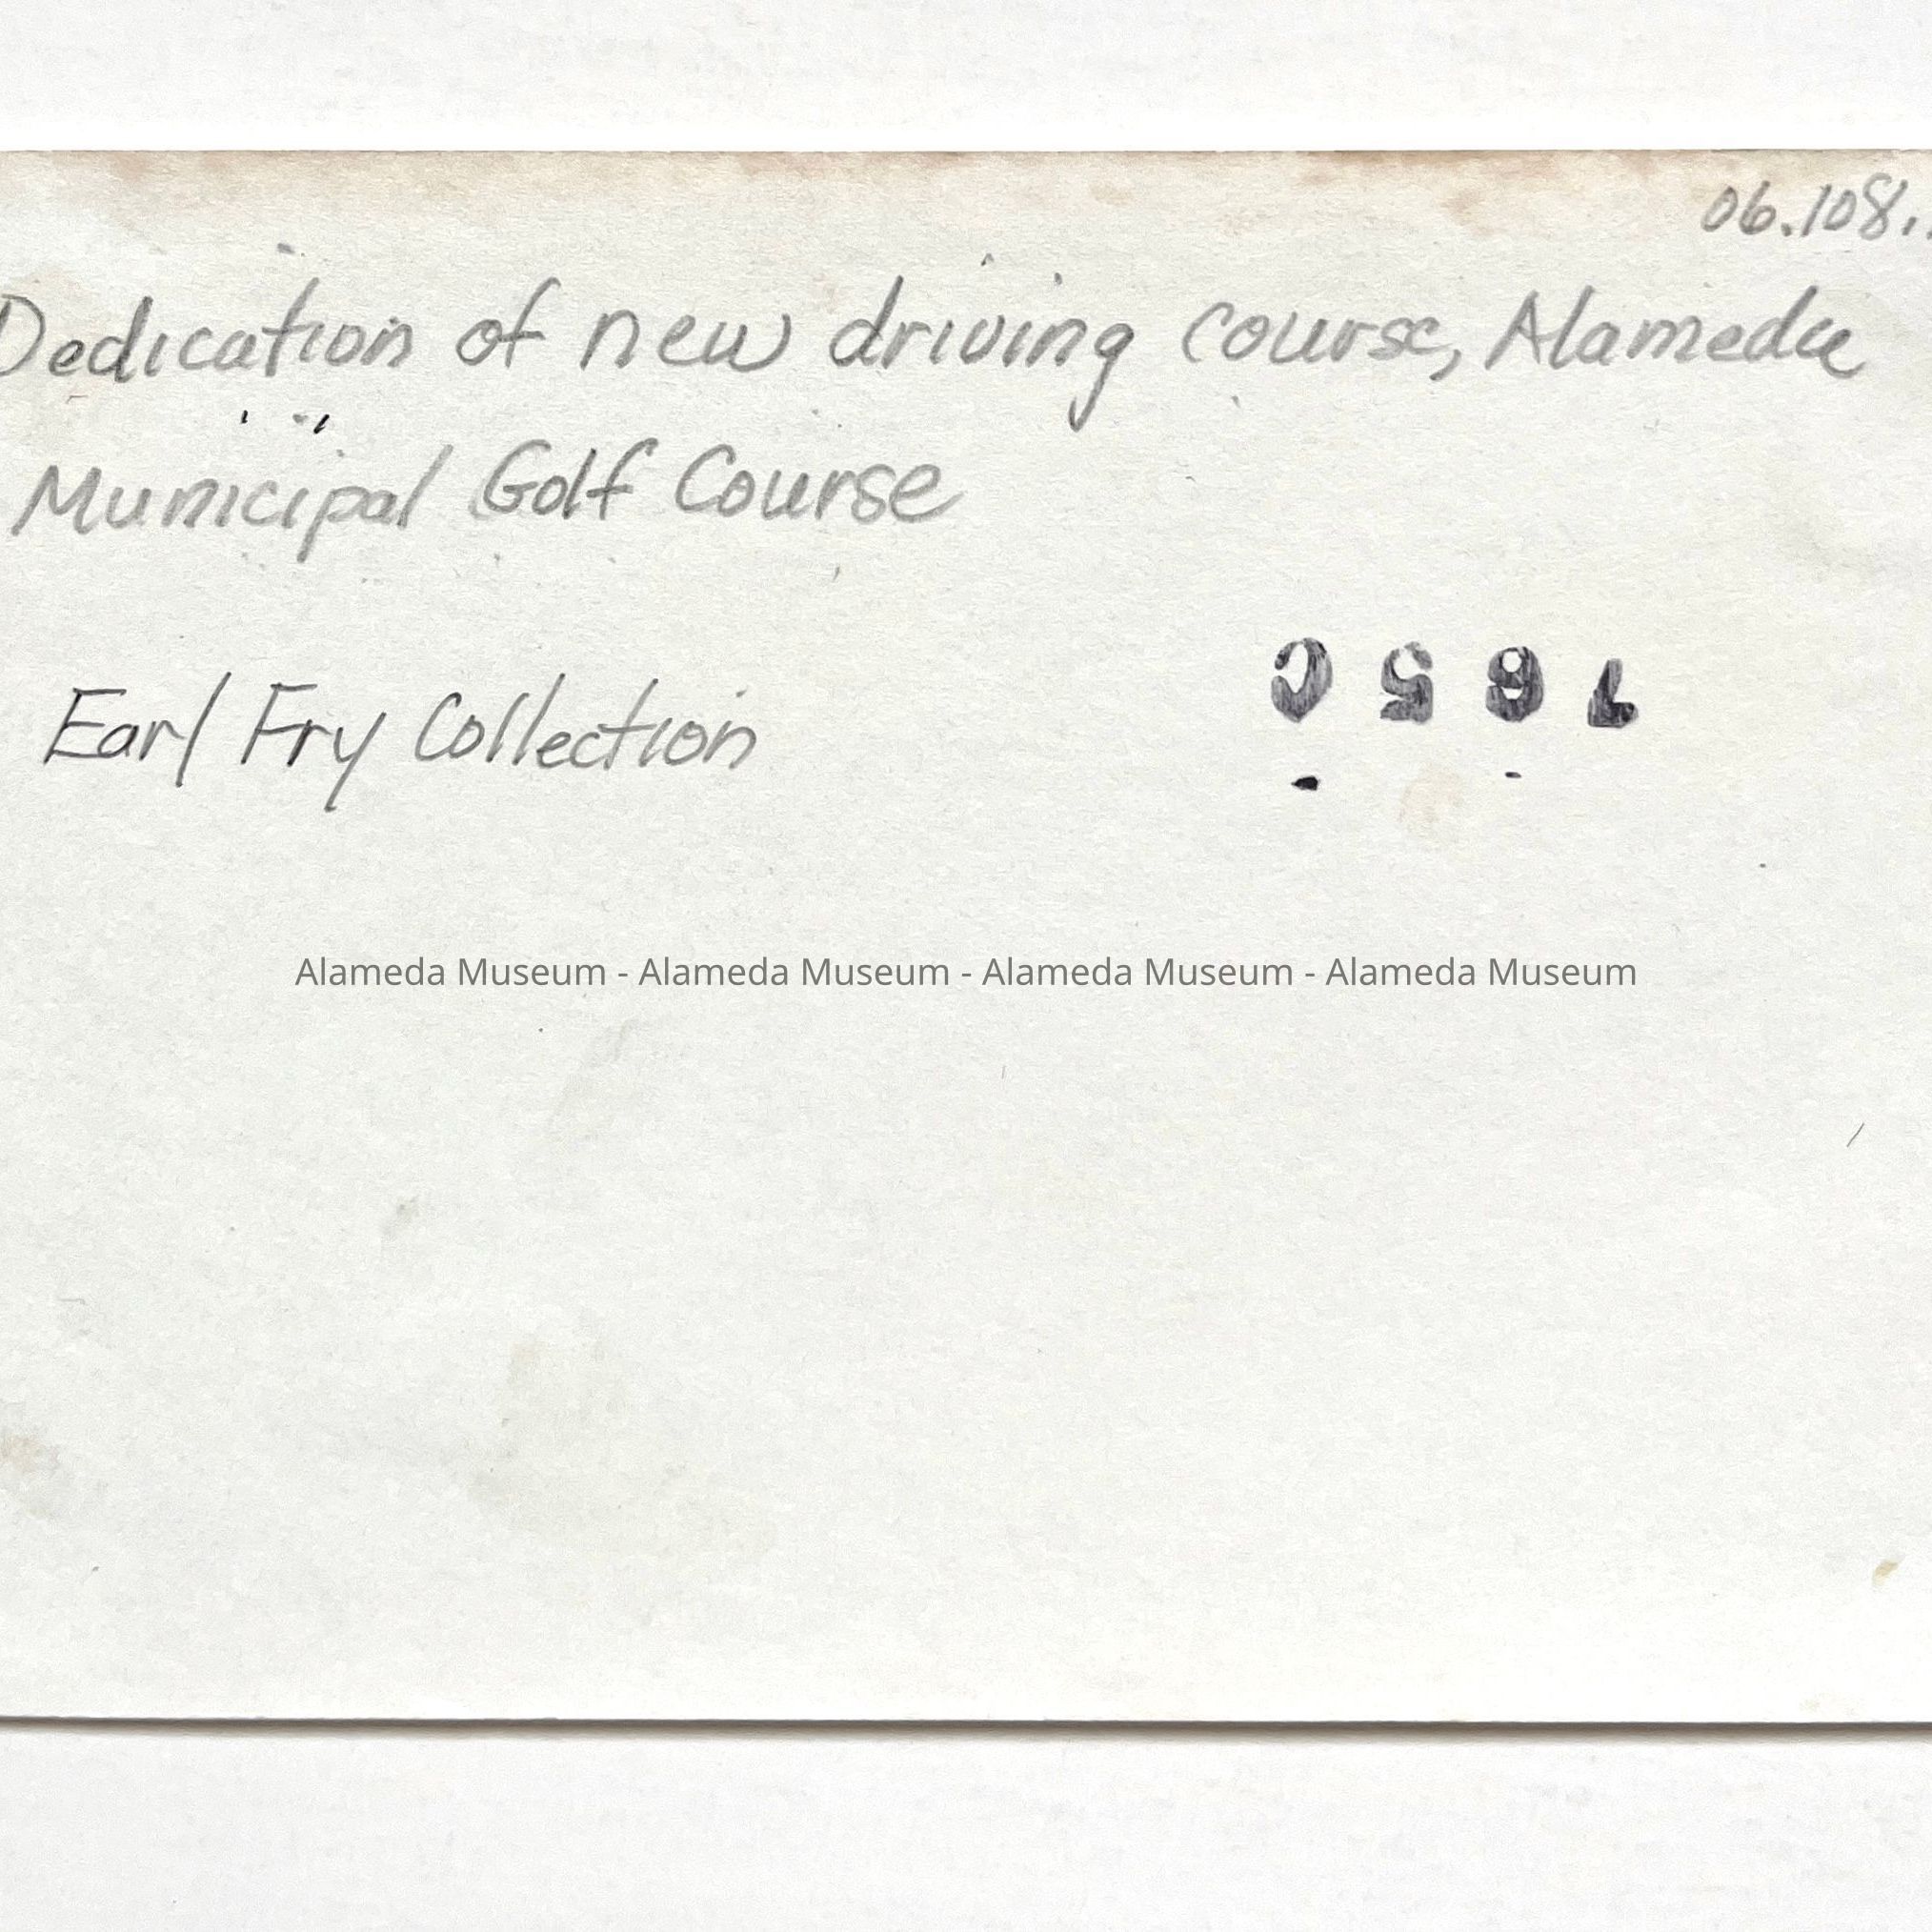 06.108.
Dedication of new driving course, Alameda
Municipal Golf Course
Earl Fry Collection
Alameda Museum - Alameda Museum - Alameda Museum - Alameda Museum